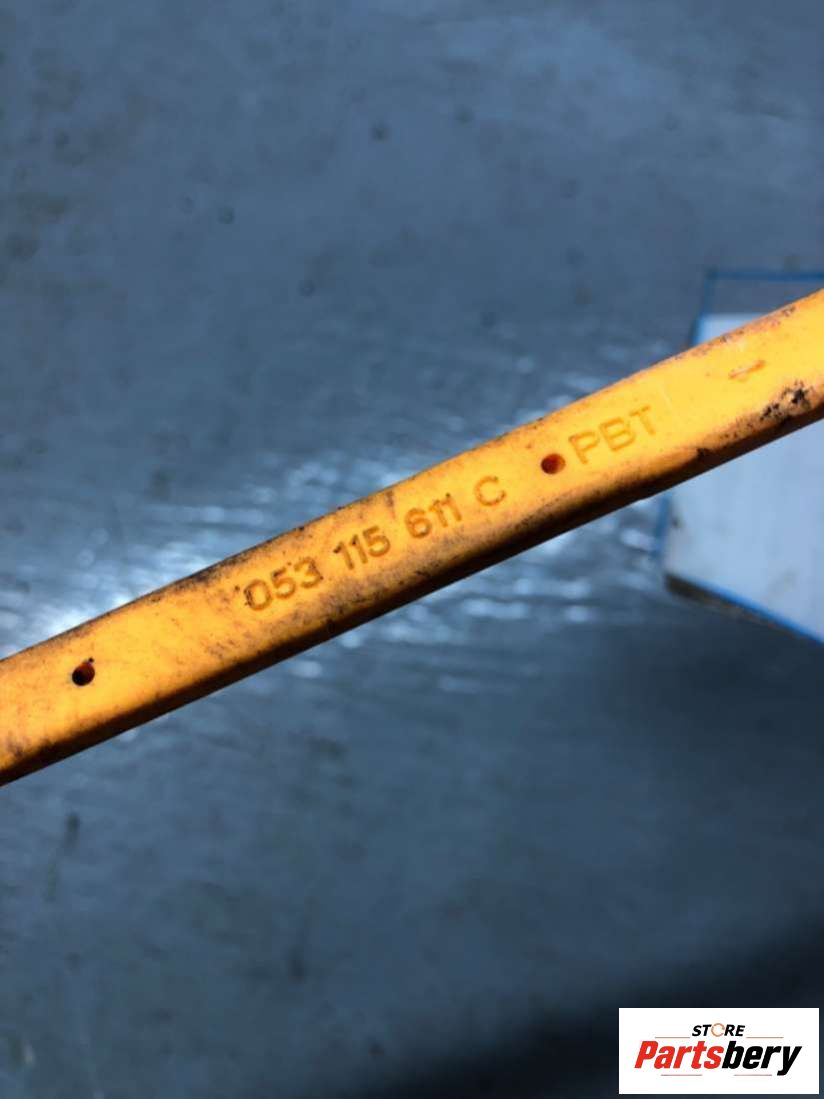 053 115 611 C PBT
STORE
Partsbery